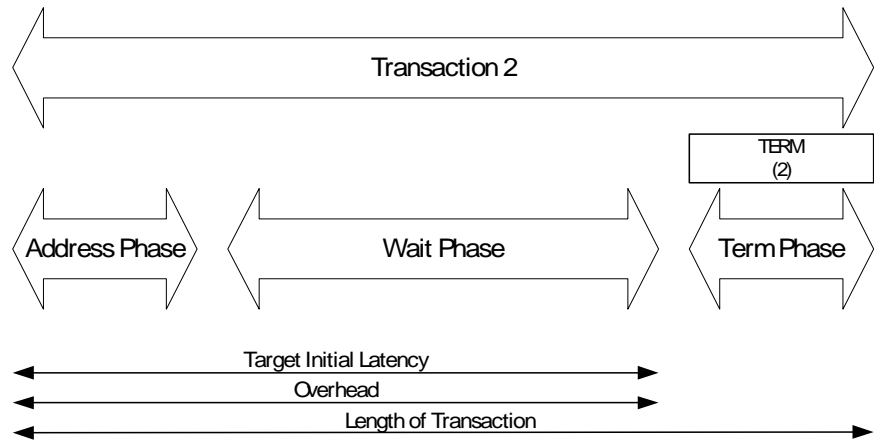 Transaction 2
TERM
(2)
Address Phase
Wait Phase
Term Phase
Target Initial Latency
Overhead
Length of Transaction